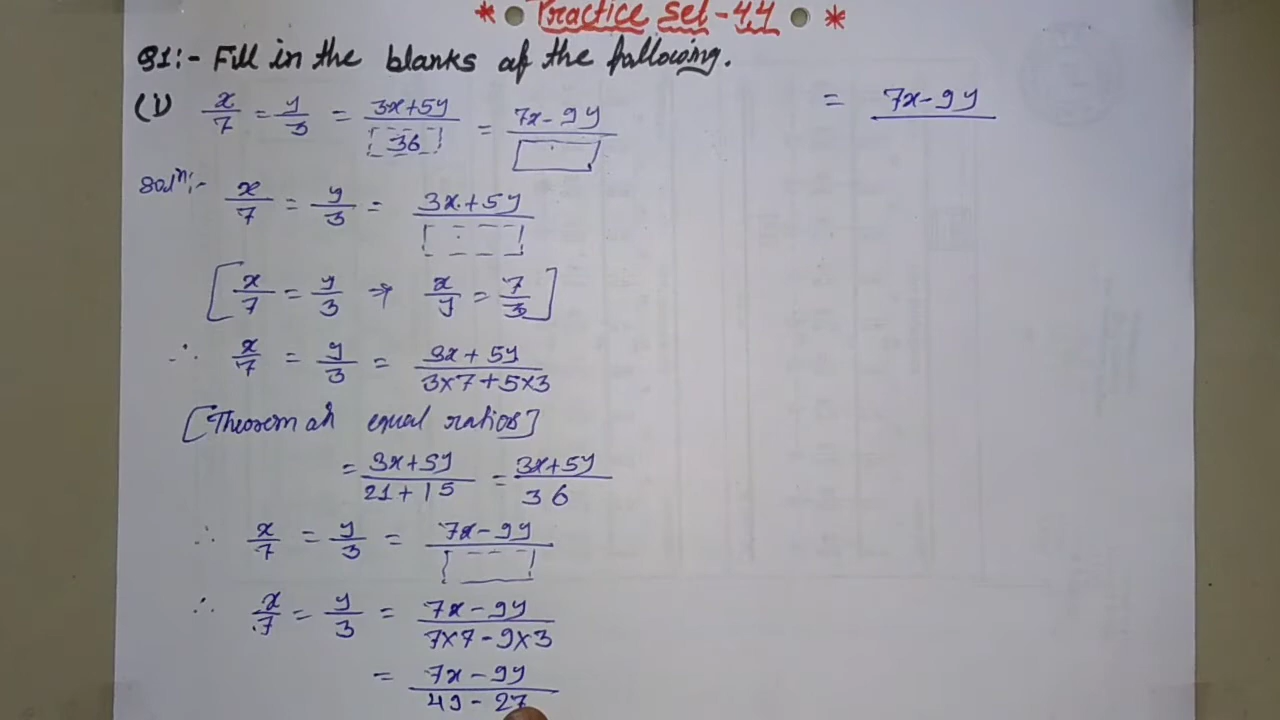 * Practice Set-4.4 *
Q1:- Fill in the blanks of the following.
(1) x/7 = y/3 = 3x+5y/[36] = 7x-9y/[ ]
Solⁿ:- x/7 = y/3 = 3x+5y/[ ]
[x/7 = y/3 ⇒ x/y = 7/3]
∴ x/7 = y/3 = 3x+5y/3×7+5×3
[Theorem of equal ratios]
= 3x+5y/21+15 = 3x+5y/36
∴ x/7 = y/3 = 7x-9y/[ ]
∴ x/7 = y/3 = 7x-9y/7×7-9×3
= 7x-9y/49-27
= 7x-9y